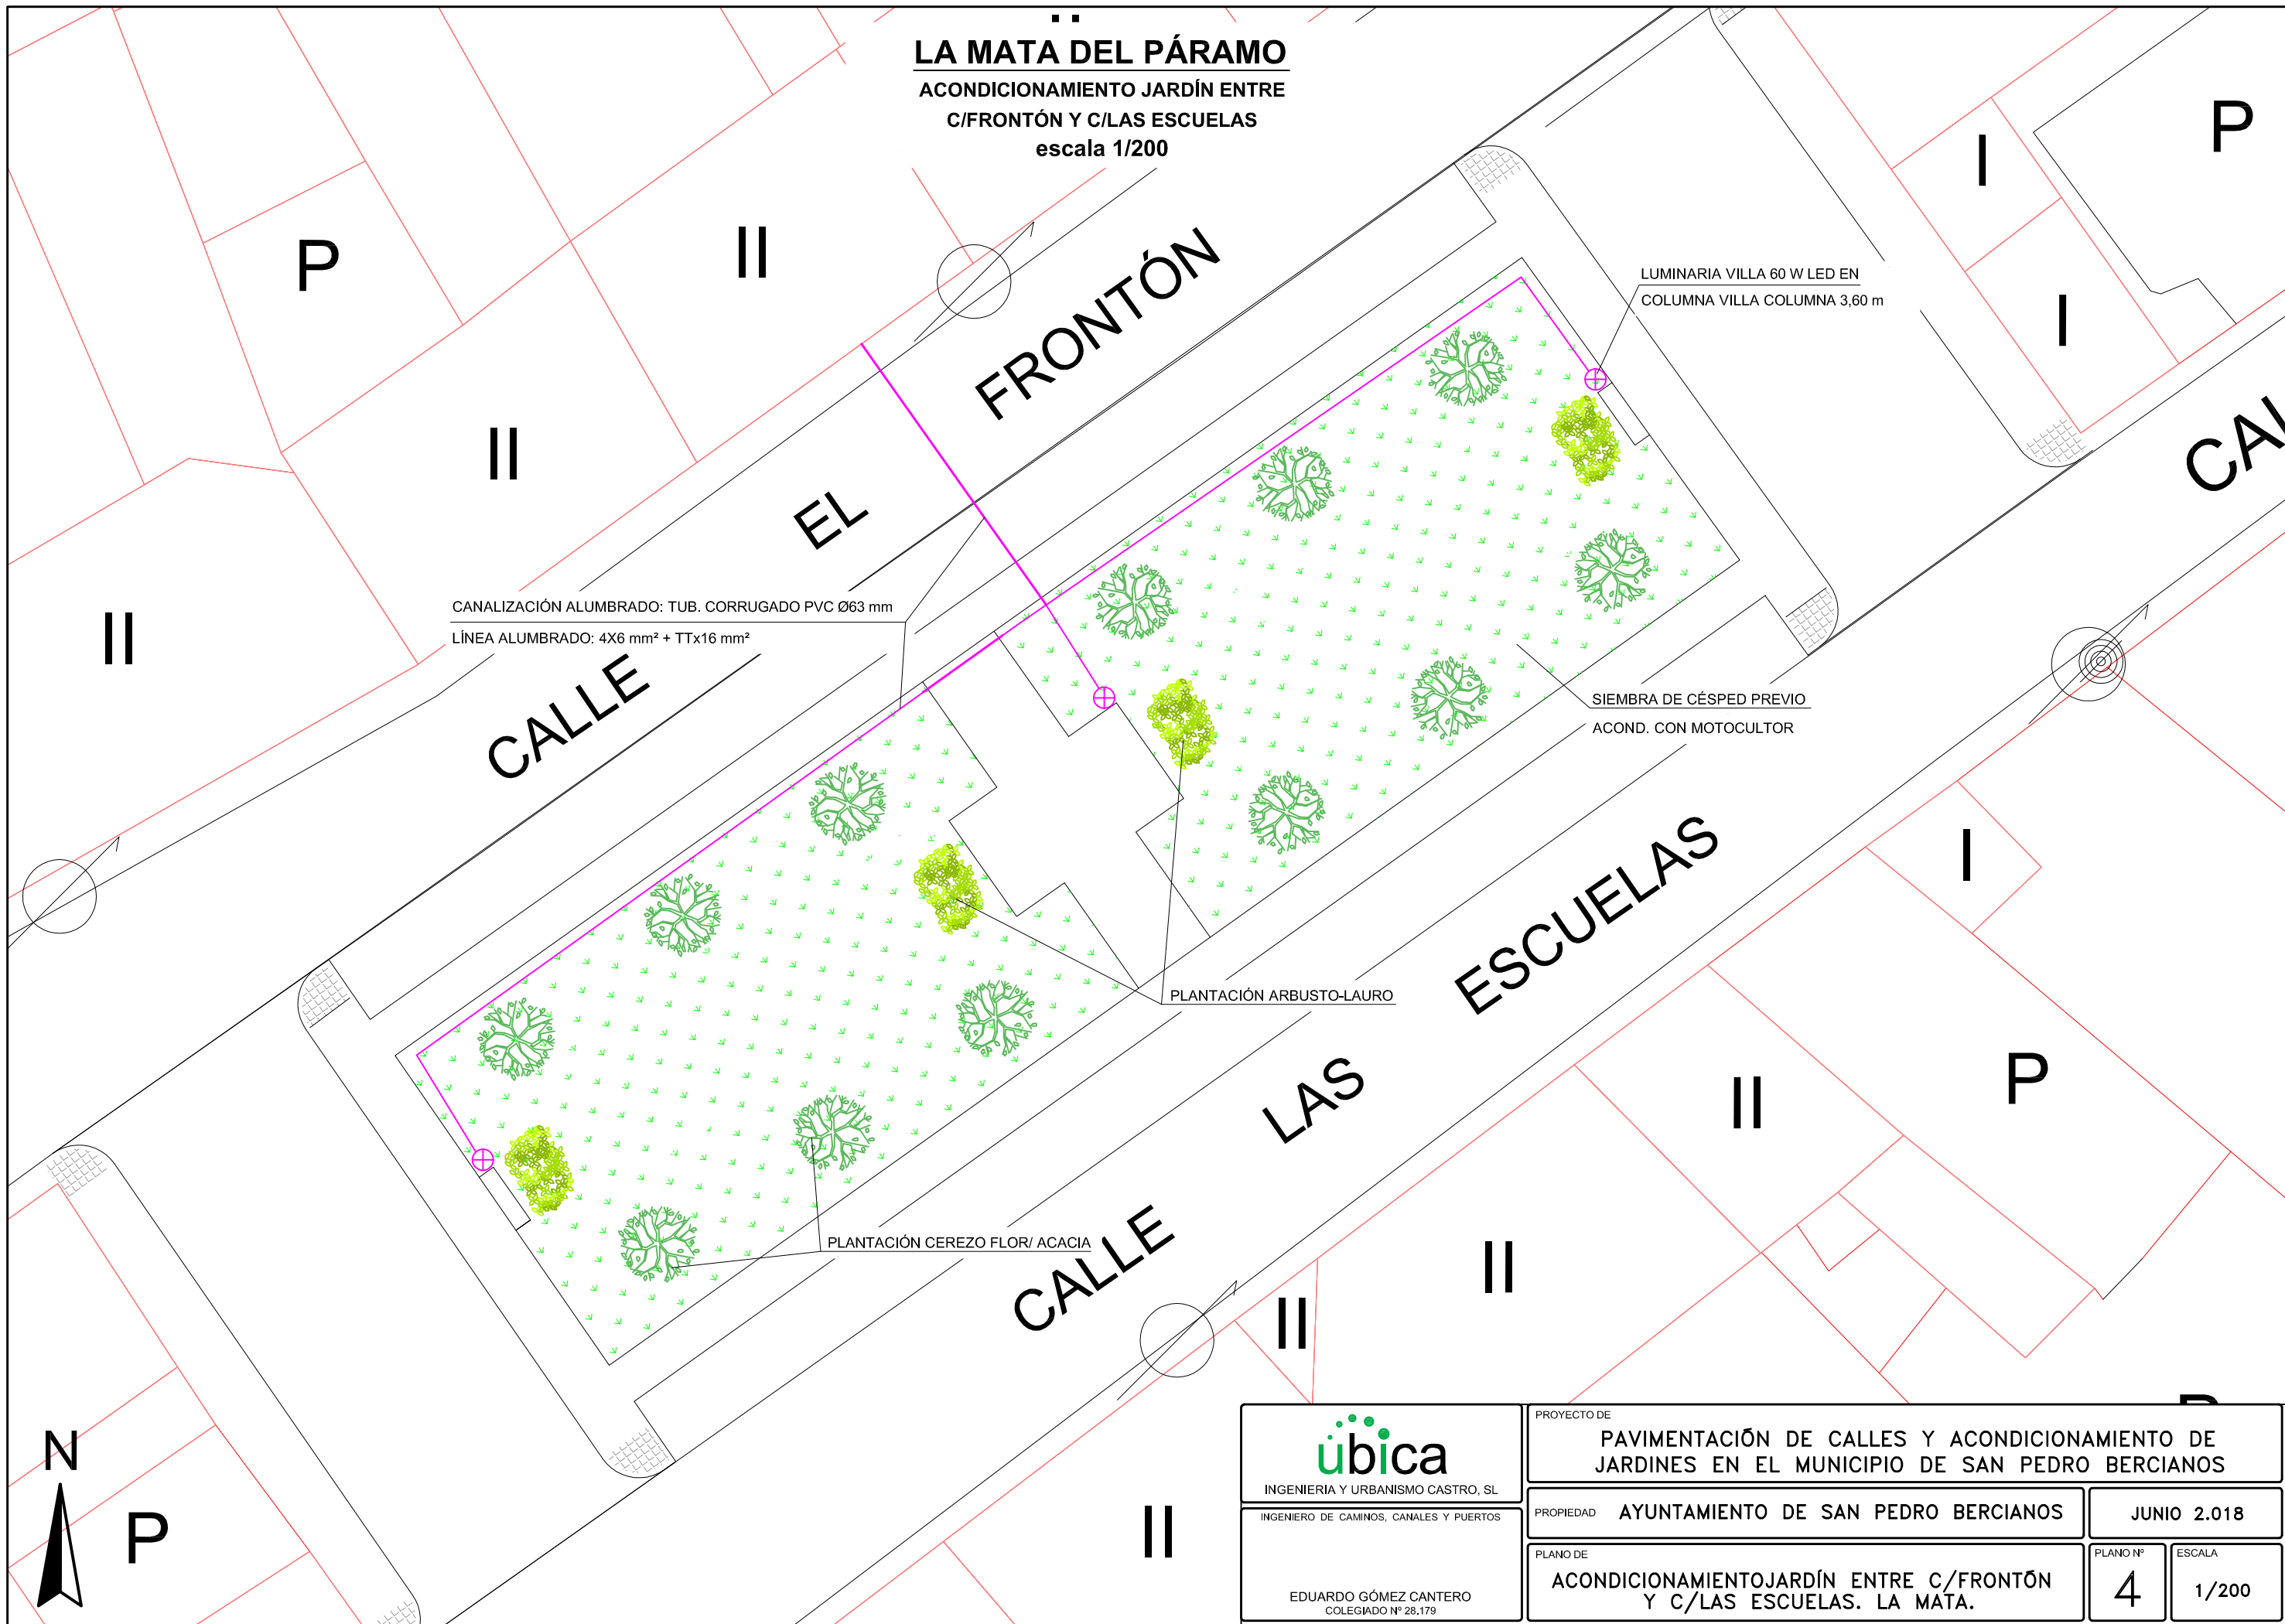 LA MATA DEL PÁRAMO
ACONDICIONAMIENTO JARDÍN ENTRE
C/FRONTÓN Y C/LAS ESCUELAS
escala 1/200
P
I
P
II
I
LUMINARIA VILLA 60 W LED EN
COLUMNA VILLA COLUMNA 3,60 m
II
CALLE EL FRONTÓN
CANALIZACIÓN ALUMBRADO: TUB. CORRUGADO PVC Ø63 mm
LÍNEA ALUMBRADO: 4X6 mm² + TTx16 mm²
II
SIEMBRA DE CÉSPED PREVIO
ACOND. CON MOTOCULTOR
I
PLANTACIÓN ARBUSTO-LAURO
CALLE LAS ESCUELAS
P
II
PLANTACIÓN CEREZO FLOR/ ACACIA
II
II
N
P
II
ubica
INGENIERIA Y URBANISMO CASTRO, SL
INGENIERO DE CAMINOS, CANALES Y PUERTOS
EDUARDO GÓMEZ CANTERO
COLEGIADO Nº 28,179
PROYECTO DE
PAVIMENTACIÓN DE CALLES Y ACONDICIONAMIENTO DE
JARDINES EN EL MUNICIPIO DE SAN PEDRO BERCIANOS
PROPIEDAD AYUNTAMIENTO DE SAN PEDRO BERCIANOS
JUNIO 2.018
PLANO DE
ACONDICIONAMIENTOJARDÍN ENTRE C/FRONTÓN
Y C/LAS ESCUELAS. LA MATA.
PLANO Nº
4
ESCALA
1/200